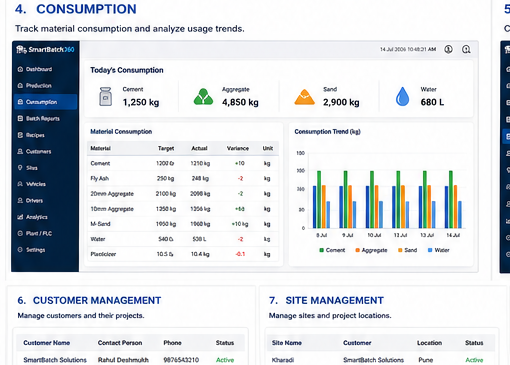 4. CONSUMPTION
Track material consumption and analyze usage trends.
SmartBatch360
14 Jul 2026 10:48:21 AM
Dashboard
Production
Consumption
Batch Reports
Recipes
Customers
Sites
Vehicles
Drivers
Analytics
Plant / PLC
Settings
Today's Consumption
Cement
1,250 kg
Aggregate
4,850 kg
Sand
2,900 kg
Water
680 L
Material Consumption
Material Target Actual Variance Unit
Cement 1200 1210 kg +10 kg
Fly Ash 250 kg 248 kg -2 kg
20mm Aggregate 2100 kg 2098 kg -2 kg
10mm Aggregate 1350 kg 1356 kg kg
M-Sand 1950 kg 1960 kg +10 kg kg
Water 540 538 L -2 kg
Plasticizer 10.5 10.4 kg -0.1 kg
Consumption Trend (kg)
8 Jul 9 Jul 10 Jul 13 Jul 14 Jul
Cement Aggregate Sand Water
5
C
6. CUSTOMER MANAGEMENT
Manage customers and their projects.
Customer Name Contact Person Phone Status
SmartBatch Solutions Rahul Deshmukh 9876543210 Active
7. SITE MANAGEMENT
Manage sites and project locations.
Site Name Customer Location Status
Kharadi SmartBatch Solutions Pune Active